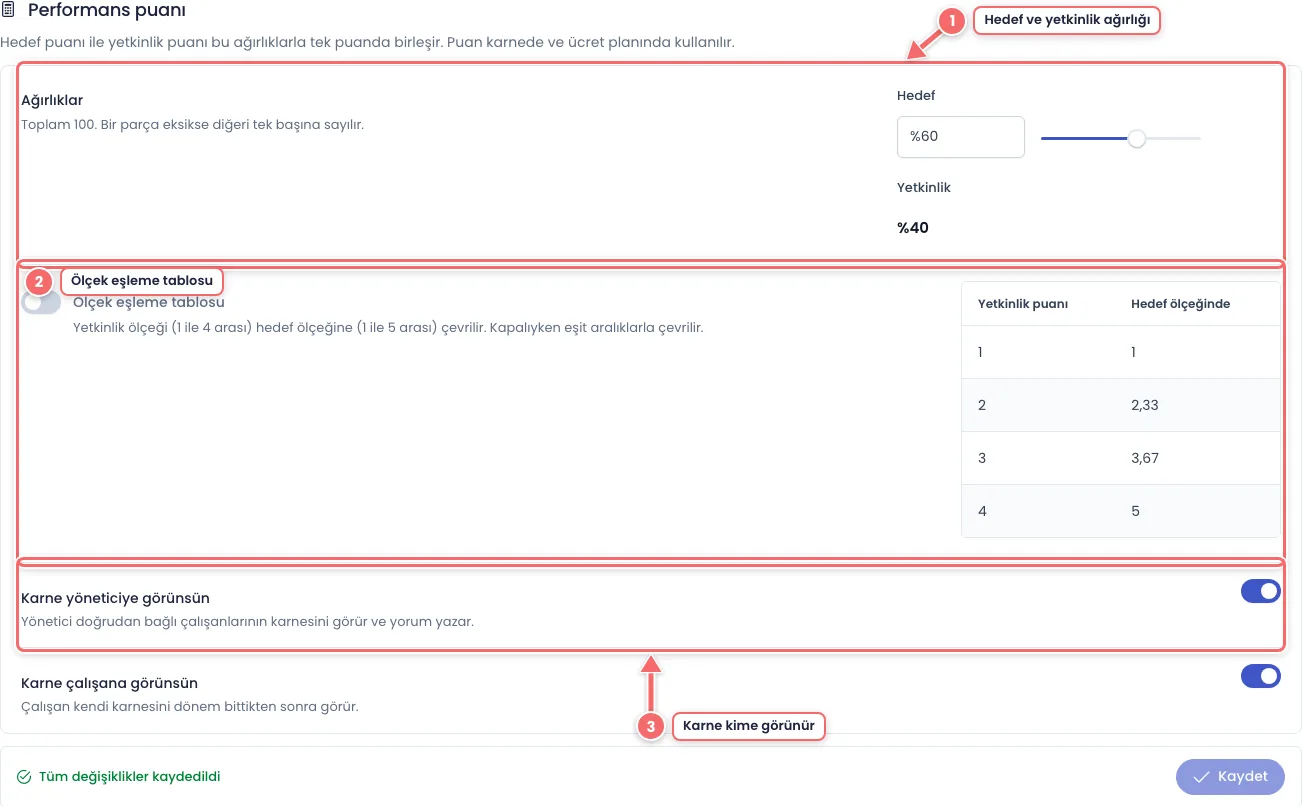 Performans puanı
Hedef puanı ile yetkinlik puanı bu ağırlıklarla tek puanda birleşir. Puan karnede ve ücret planında kullanılır.
1
Hedef ve yetkinlik ağırlığı
Ağırlıklar
Toplam 100. Bir parça eksikse diğeri tek başına sayılır.
Hedef
%60
Yetkinlik
%40
2
Ölçek eşleme tablosu
Ölçek eşleme tablosu
Yetkinlik ölçeği (1 ile 4 arası) hedef ölçeğine (1 ile 5 arası) çevrilir. Kapalıyken eşit aralıklarla çevrilir.
Yetkinlik puanı Hedef ölçeğinde
1 1
2 2,33
3 3,67
4 5
Karne yöneticiye görünsün
Yönetici doğrudan bağlı çalışanlarının karnesini görür ve yorum yazar.
Karne çalışana görünsün
Çalışan kendi karnesini dönem bittikten sonra görür.
3
Karne kime görünür
Tüm değişiklikler kaydedildi
Kaydet